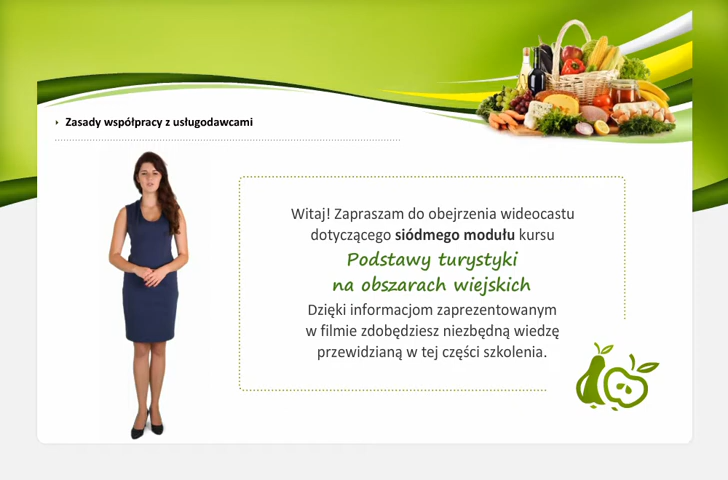 Zasady współpracy z usługodawcami
Witaj! Zapraszam do obejrzenia wideocastu
dotyczącego siódmego modułu kursu
Podstawy turystyki
na obszarach wiejskich
Dzięki informacjom zaprezentowanym
w filmie zdobędziesz niezbędną wiedzę
przewidzianą w tej części szkolenia.